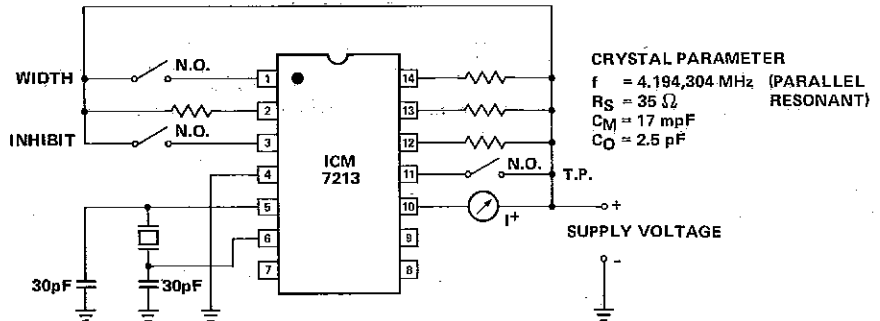 WIDTH
N.O.
INHIBIT
N.O.
1
2
3
4
5
6
7
14
13
12
11
10
9
8
ICM
7213
N.O.
T.P.
I+
+
SUPPLY VOLTAGE
-
30pF
30pF
CRYSTAL PARAMETER
f = 4.194,304 MHz (PARALLEL
RS = 35 Ω RESONANT)
CM = 17 mpF
CO = 2.5 pF